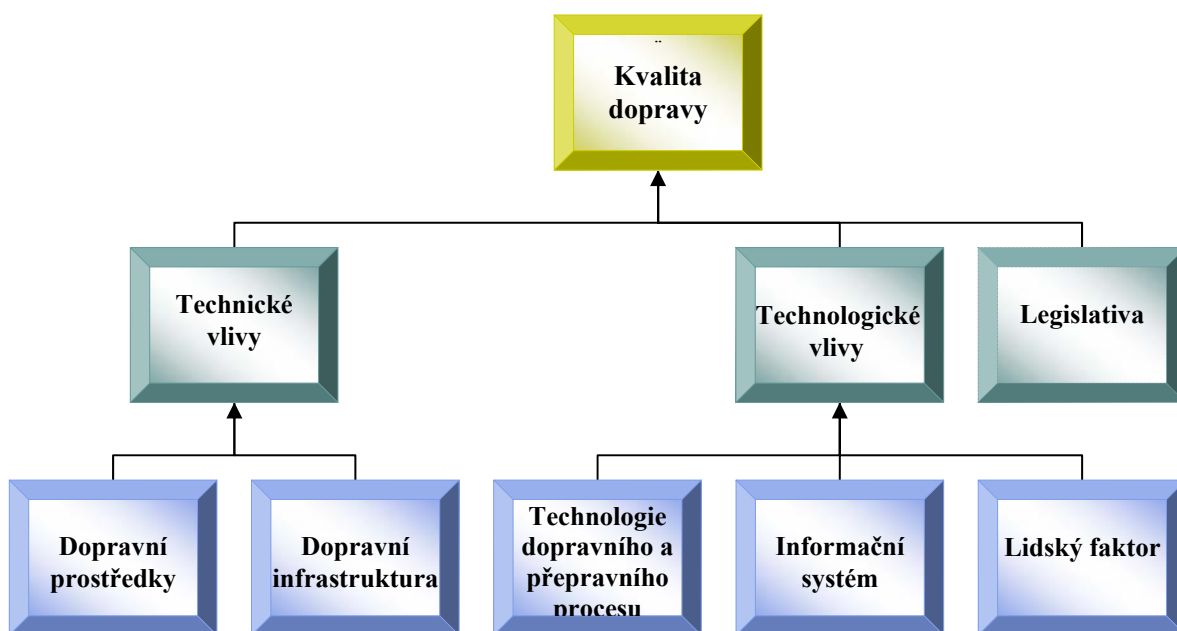 Kvalita
dopravy
Technické
vlivy
Technologické
vlivy
Legislativa
Dopravní
prostředky
Dopravní
infrastruktura
Technologie
dopravního a
přepravního
procesu
Informační
systém
Lidský faktor